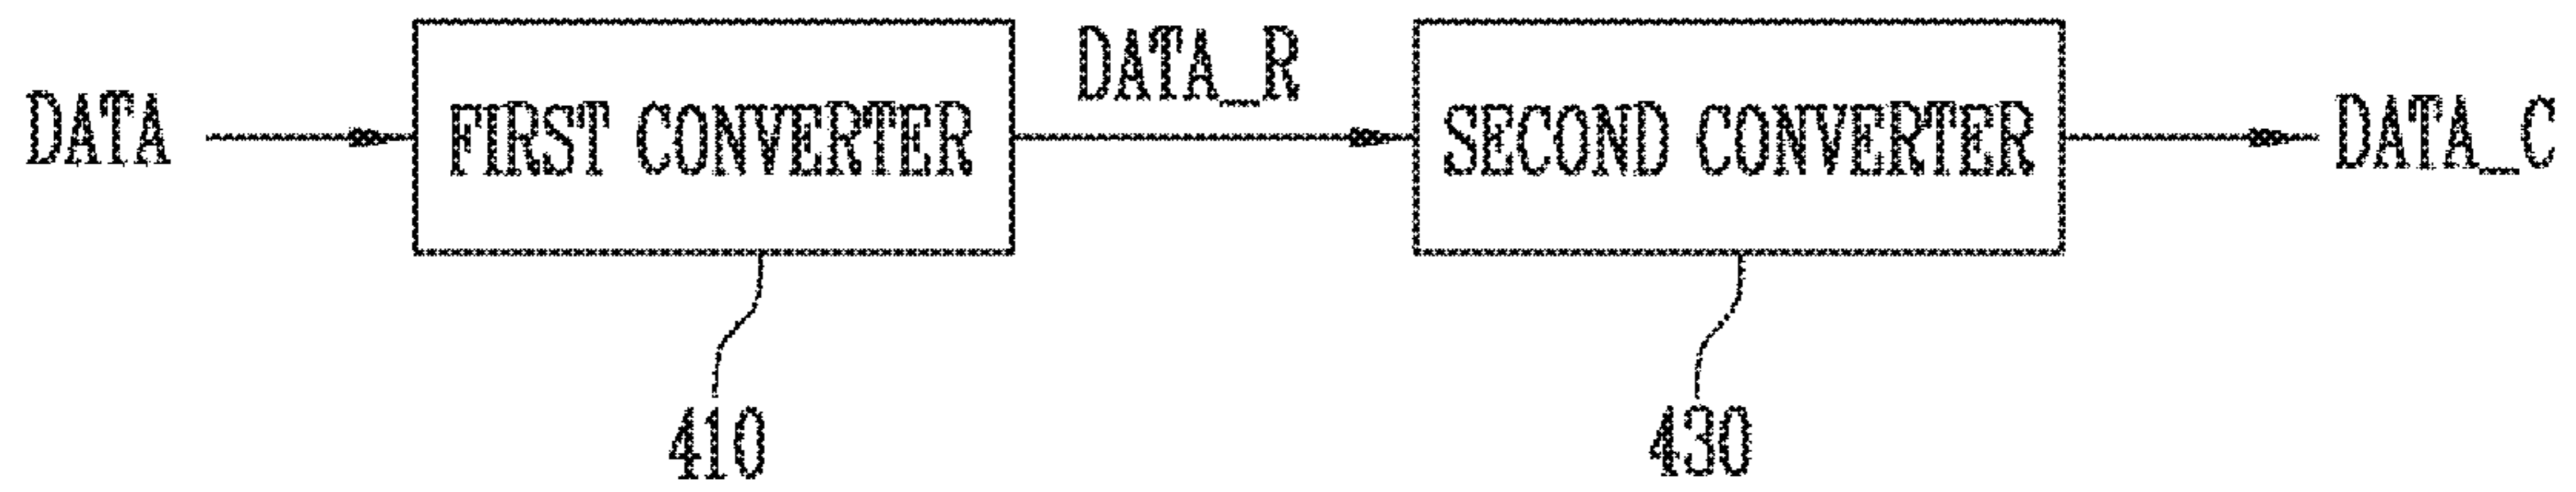 DATA
FIRST CONVERTER
DATA_R
SECOND CONVERTER
DATA_C
410
430